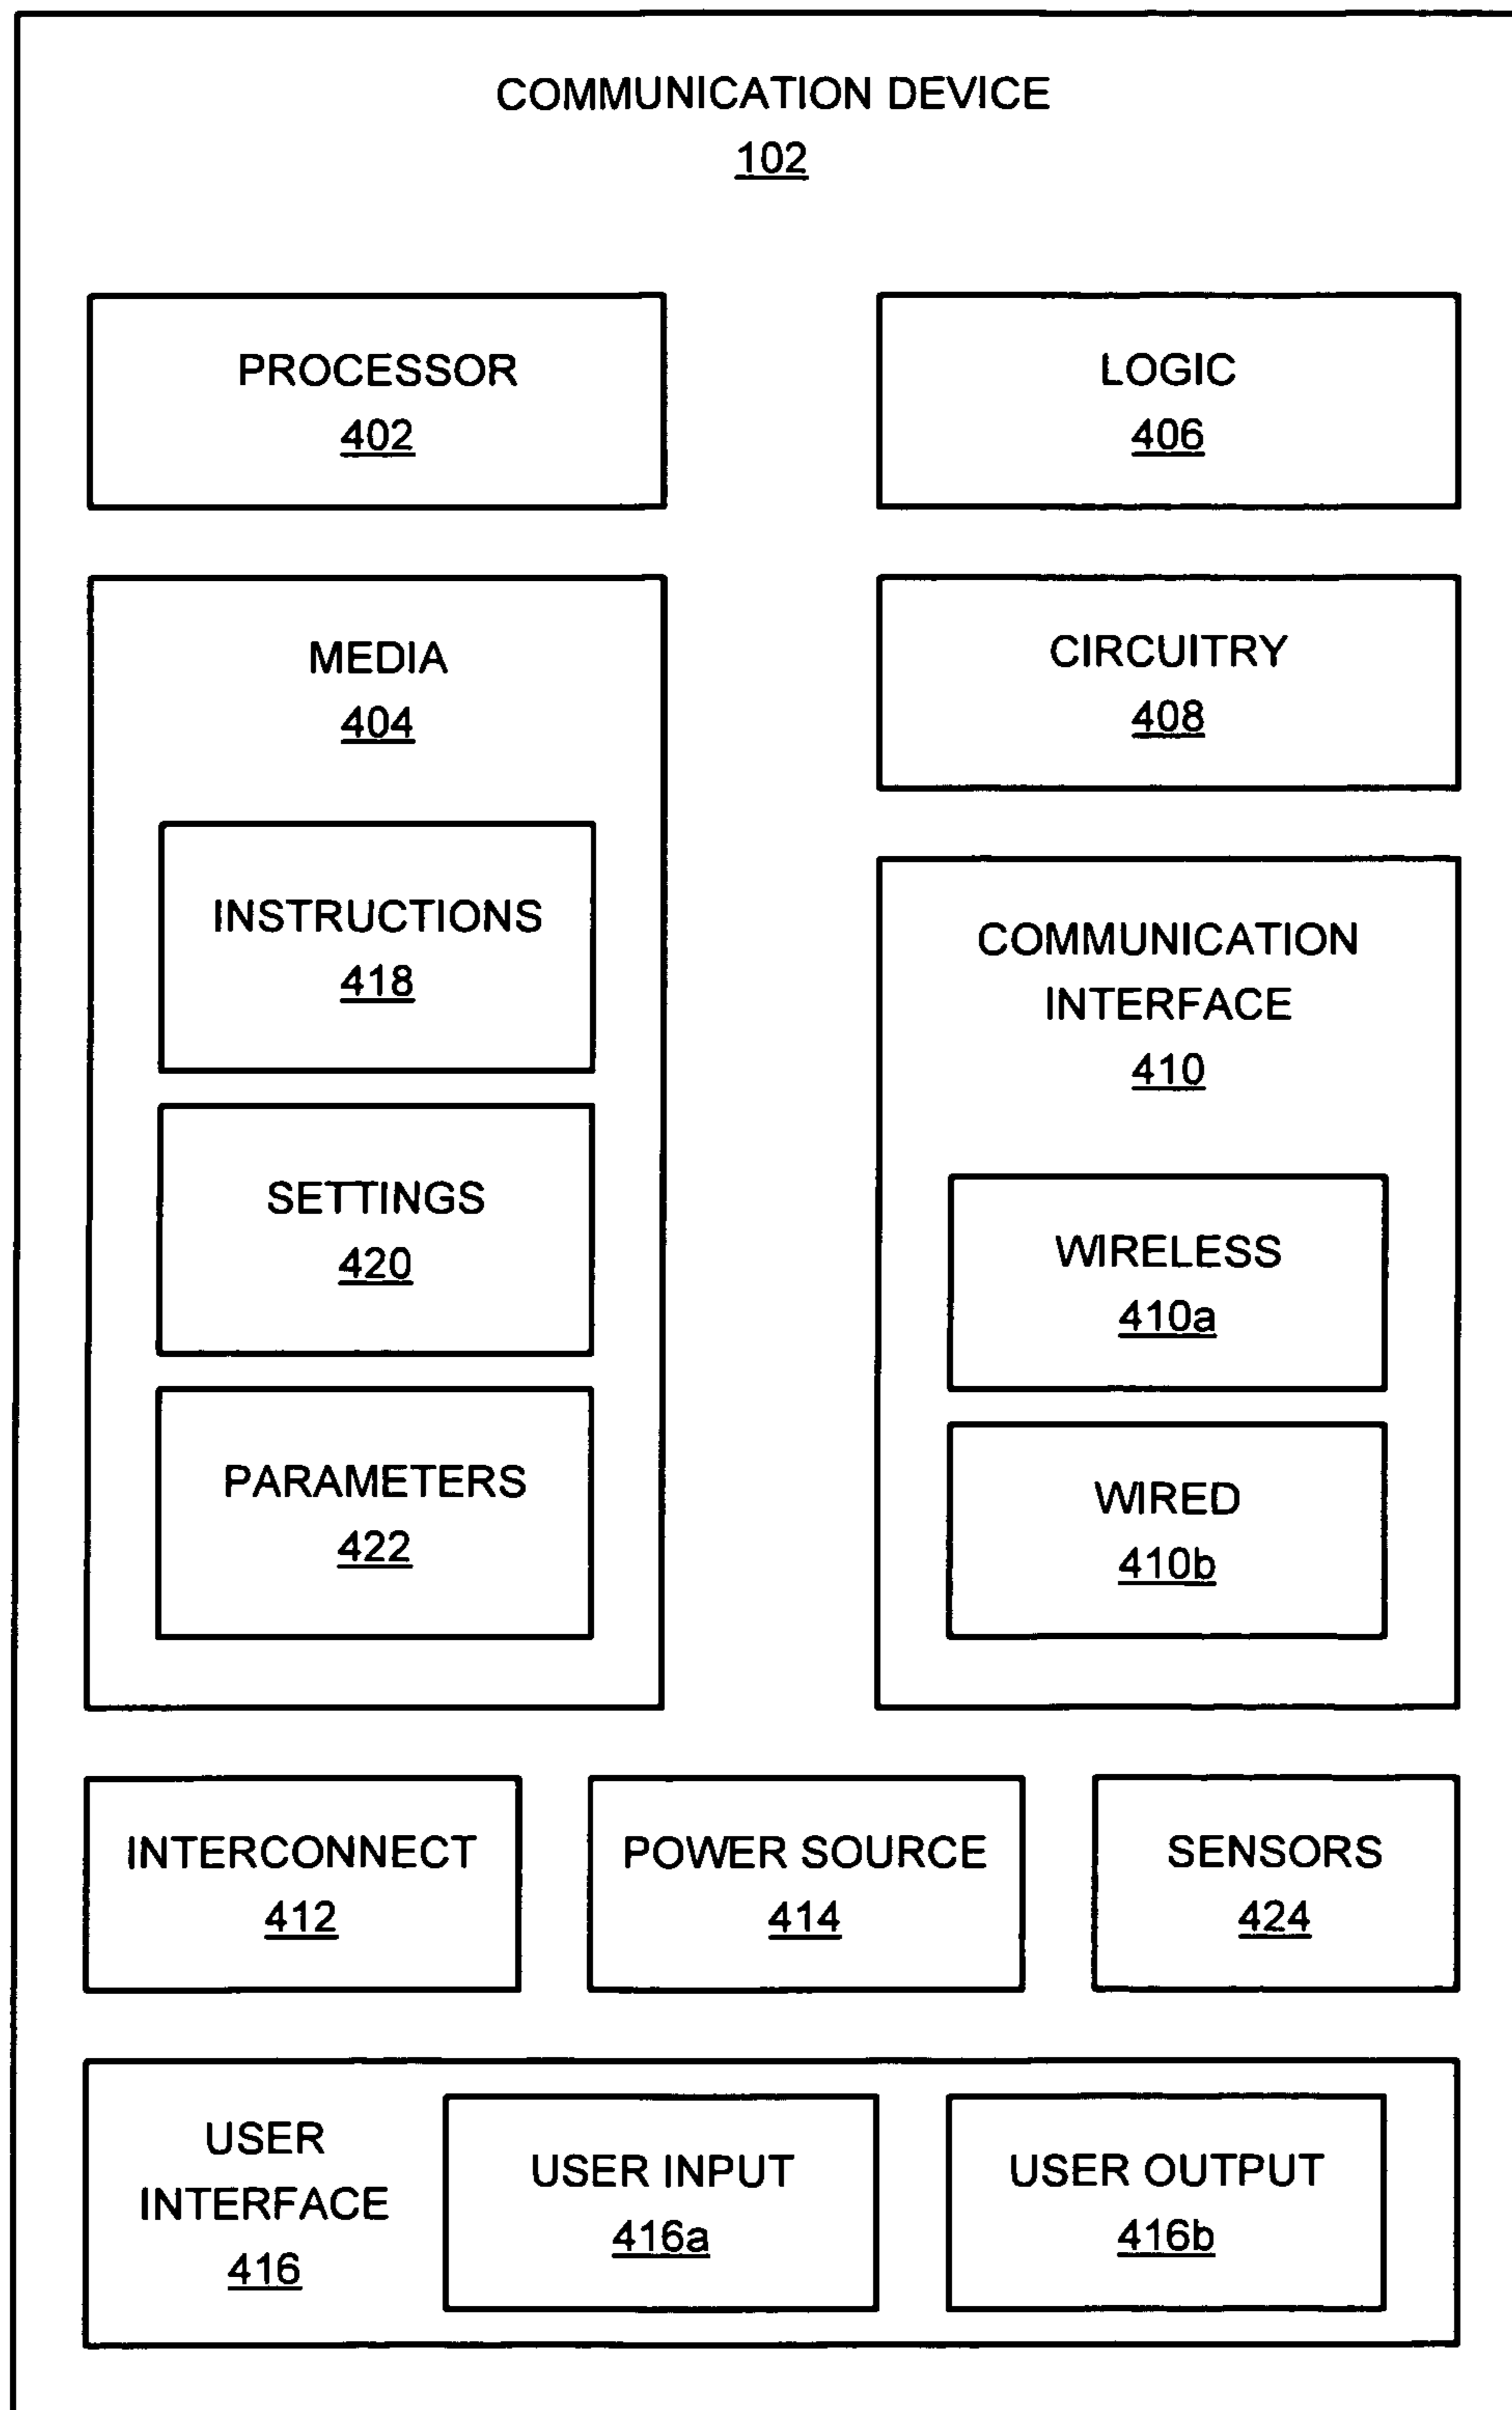 COMMUNICATION DEVICE
102
PROCESSOR
402
LOGIC
406
MEDIA
404
CIRCUITRY
408
INSTRUCTIONS
418
COMMUNICATION
INTERFACE
410
SETTINGS
420
WIRELESS
410a
PARAMETERS
422
WIRED
410b
INTERCONNECT
412
POWER SOURCE
414
SENSORS
424
USER
INTERFACE
416
USER INPUT
416a
USER OUTPUT
416b